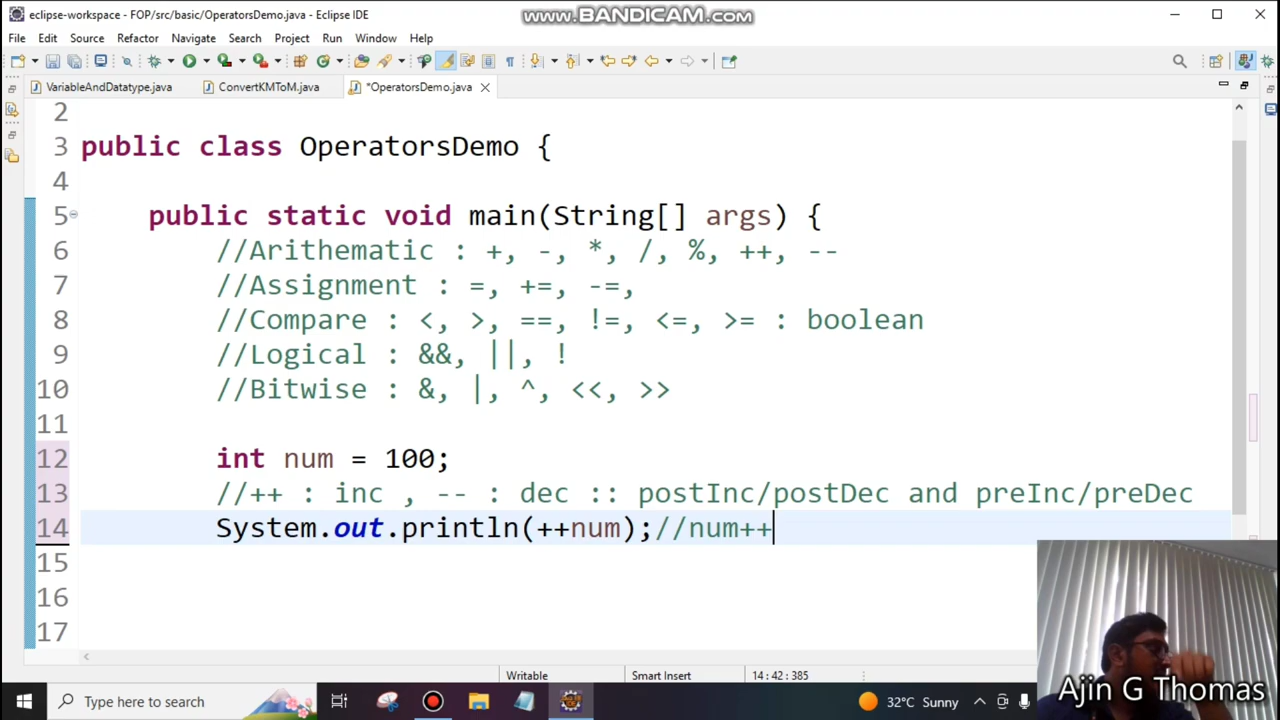 eclipse-workspace - FOP/src/basic/OperatorsDemo.java - Eclipse IDE
www.BANDICAM.com
File Edit Source Refactor Navigate Search Project Run Window Help
VariableAndDatatype.java ConvertKMToM.java *OperatorsDemo.java
2
3 public class OperatorsDemo {
4
5 public static void main(String[] args) {
6 //Arithematic : +, -, *, /, %, ++, --
7 //Assignment : =, +=, -=,
8 //Compare : <, >, ==, !=, <=, >= : boolean
9 //Logical : &&, ||, !
10 //Bitwise : &, |, ^, <<, >>
11
12 int num = 100;
13 //++ : inc , -- : dec :: postInc/postDec and preInc/preDec
14 System.out.println(++num);//num++
15
16
17
Writable Smart Insert 14 : 42 : 385
Type here to search 32°C Sunny
Ajin G Thomas